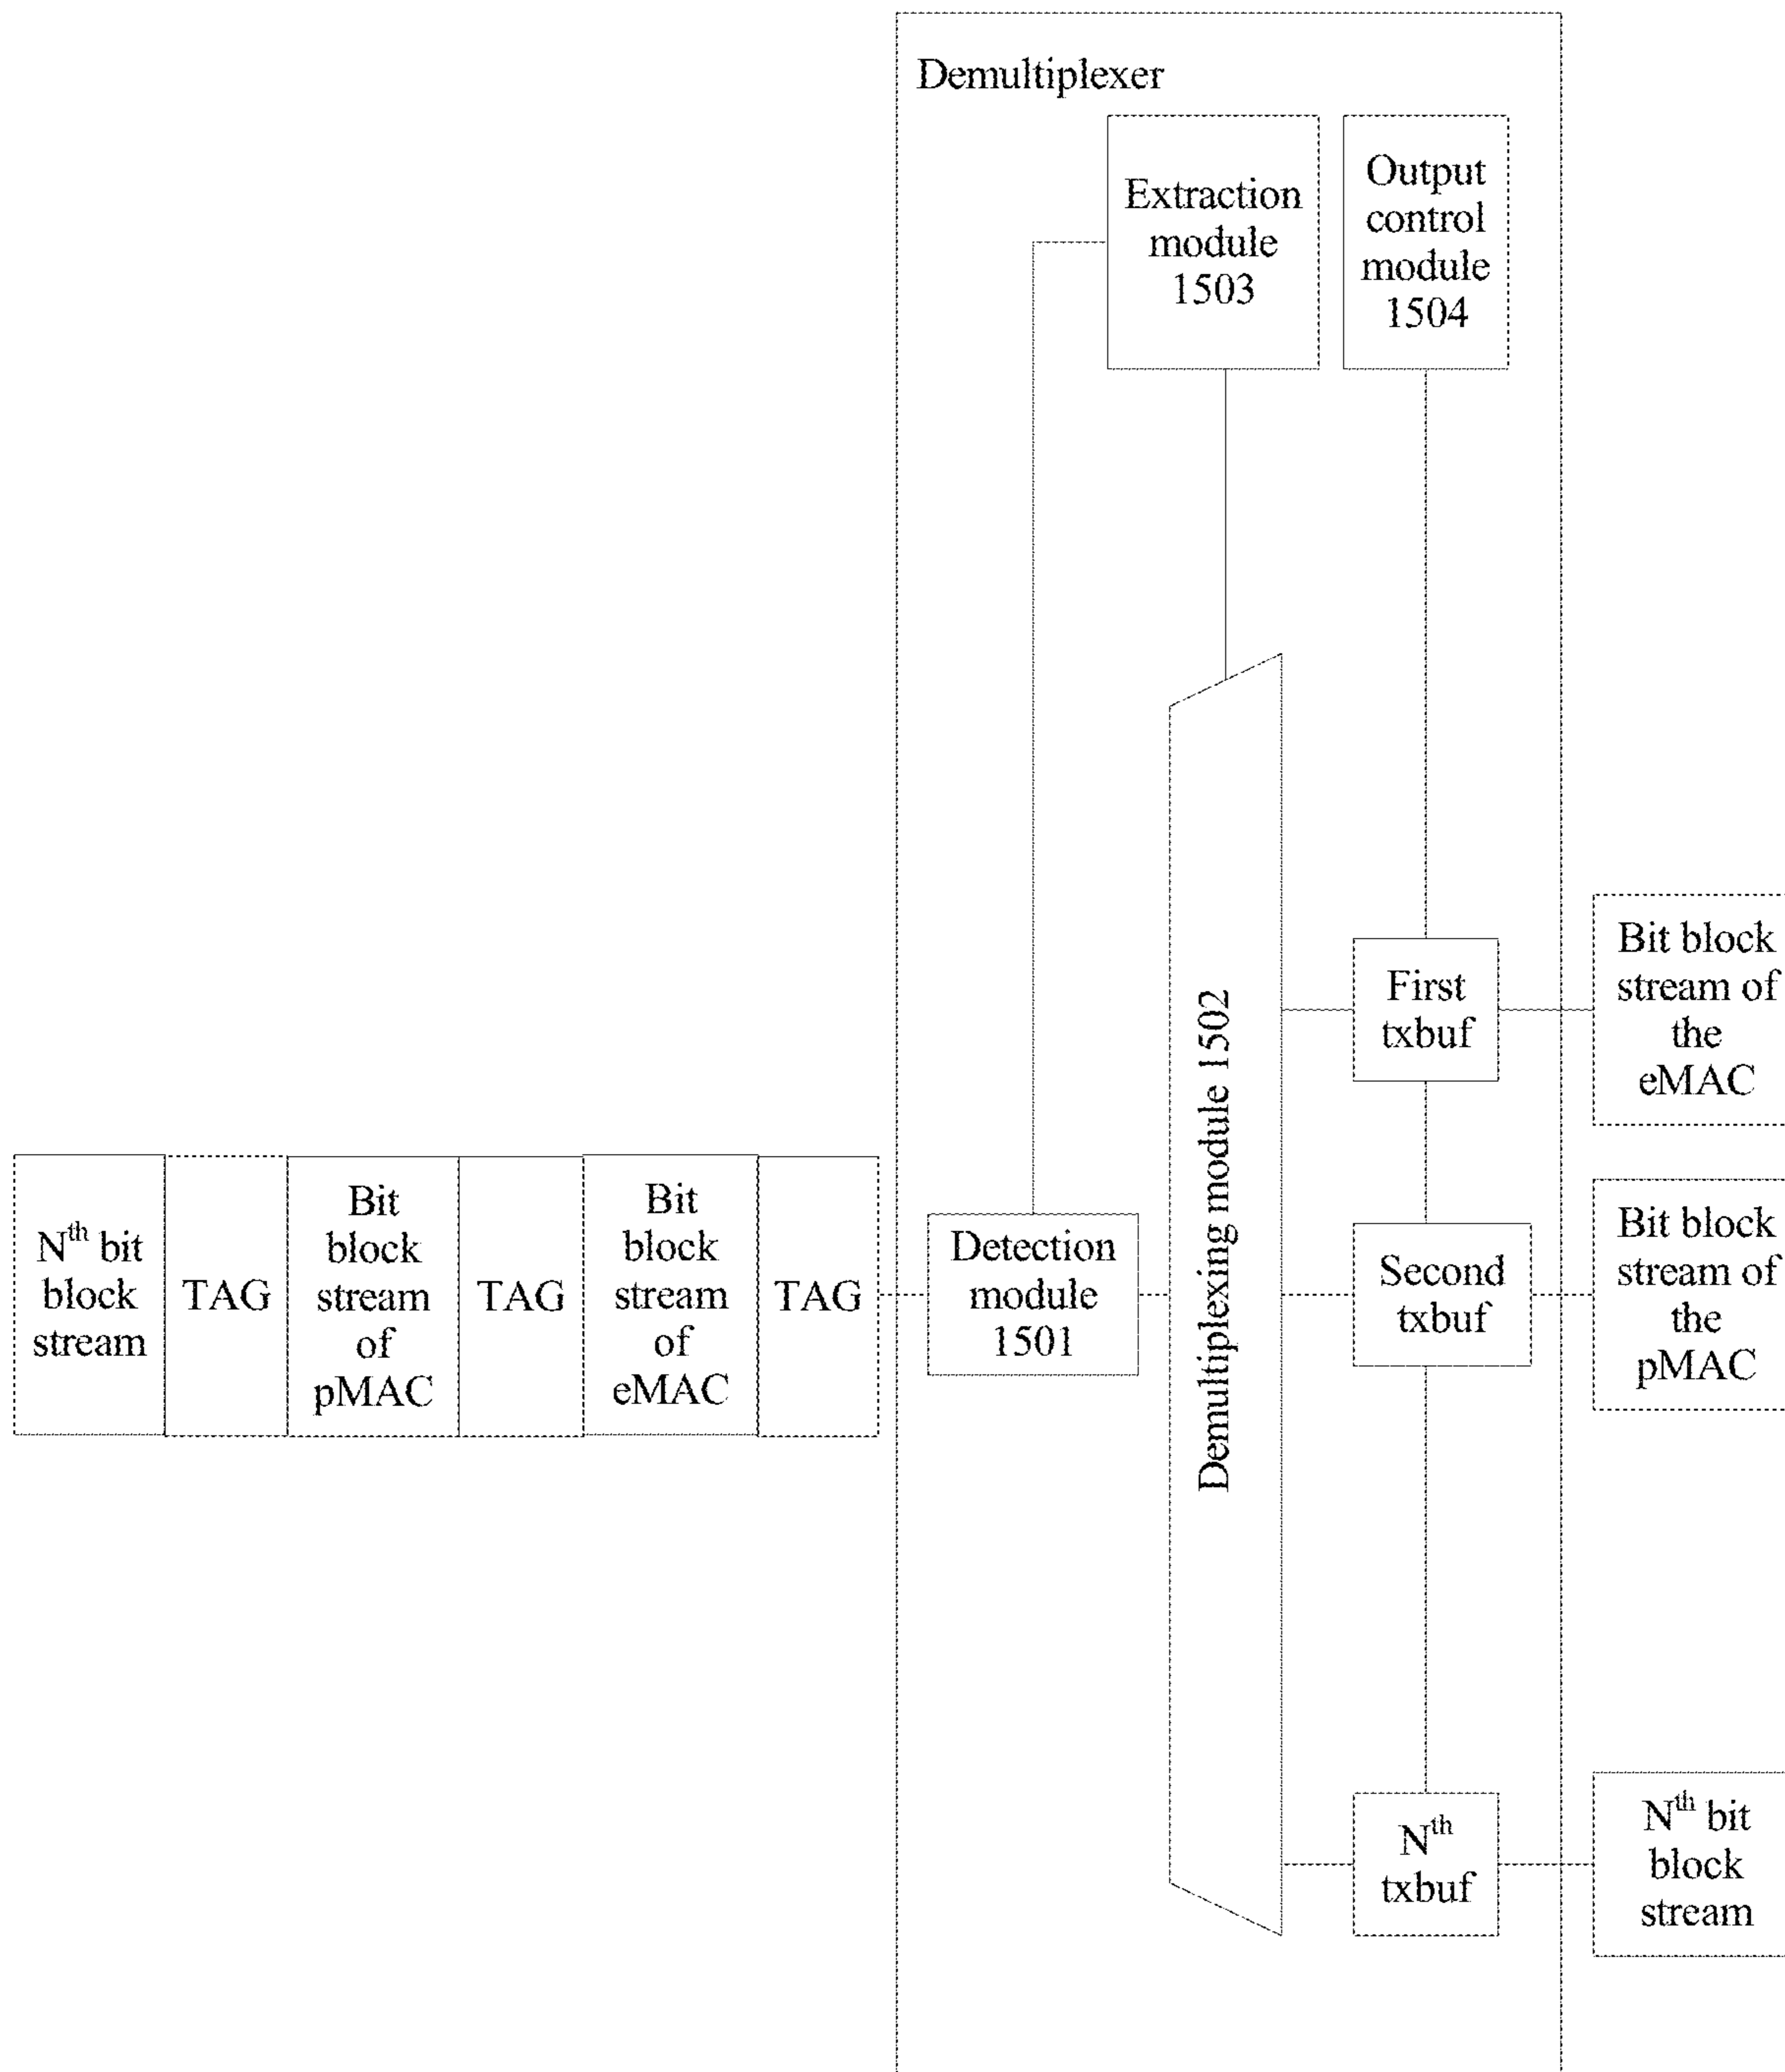 Demultiplexer
Extraction
module
1503
Output
control
module
1504
Demultiplexing module 1502
First
txbuf
Bit block
stream of
the
eMAC
Nth bit
block
stream
TAG
Bit
block
stream
of
pMAC
TAG
Bit
block
stream
of
eMAC
TAG
Detection
module
1501
Second
txbuf
Bit block
stream of
the
pMAC
Nth
txbuf
Nth bit
block
stream